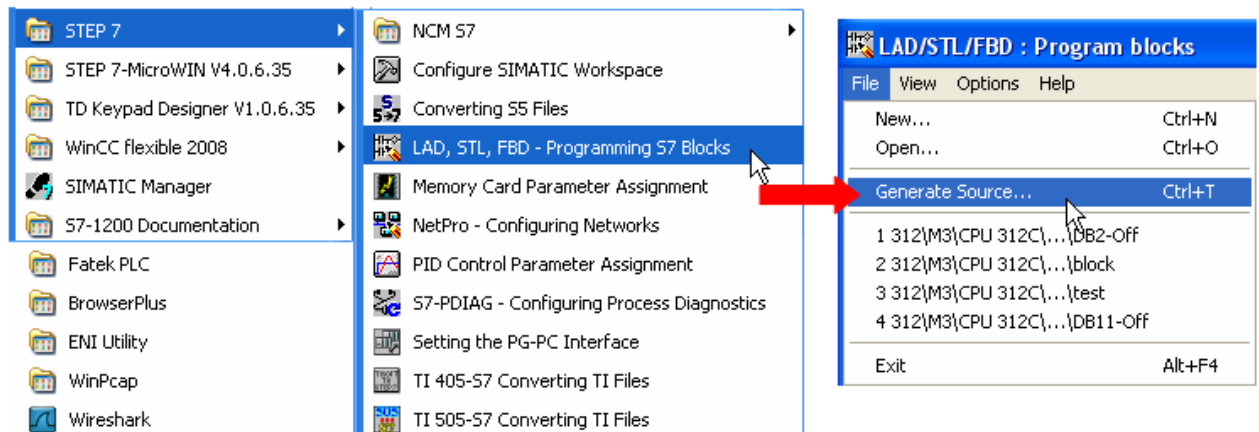 STEP 7
STEP 7-MicroWIN V4.0.6.35
TD Keypad Designer V1.0.6.35
WinCC flexible 2008
SIMATIC Manager
S7-1200 Documentation
Fatek PLC
BrowserPlus
ENI Utility
WinPcap
Wireshark
NCM S7
Configure SIMATIC Workspace
Converting S5 Files
LAD, STL, FBD - Programming S7 Blocks
Memory Card Parameter Assignment
NetPro - Configuring Networks
PID Control Parameter Assignment
S7-PDIAG - Configuring Process Diagnostics
Setting the PG-PC Interface
TI 405-S7 Converting TI Files
TI 505-S7 Converting TI Files
LAD/STL/FBD : Program blocks
File View Options Help
New... Ctrl+N
Open... Ctrl+O
Generate Source... Ctrl+T
1 312\M3\CPU 312C\...\DB2-Off
2 312\M3\CPU 312C\...\block
3 312\M3\CPU 312C\...\test
4 312\M3\CPU 312C\...\DB11-Off
Exit Alt+F4